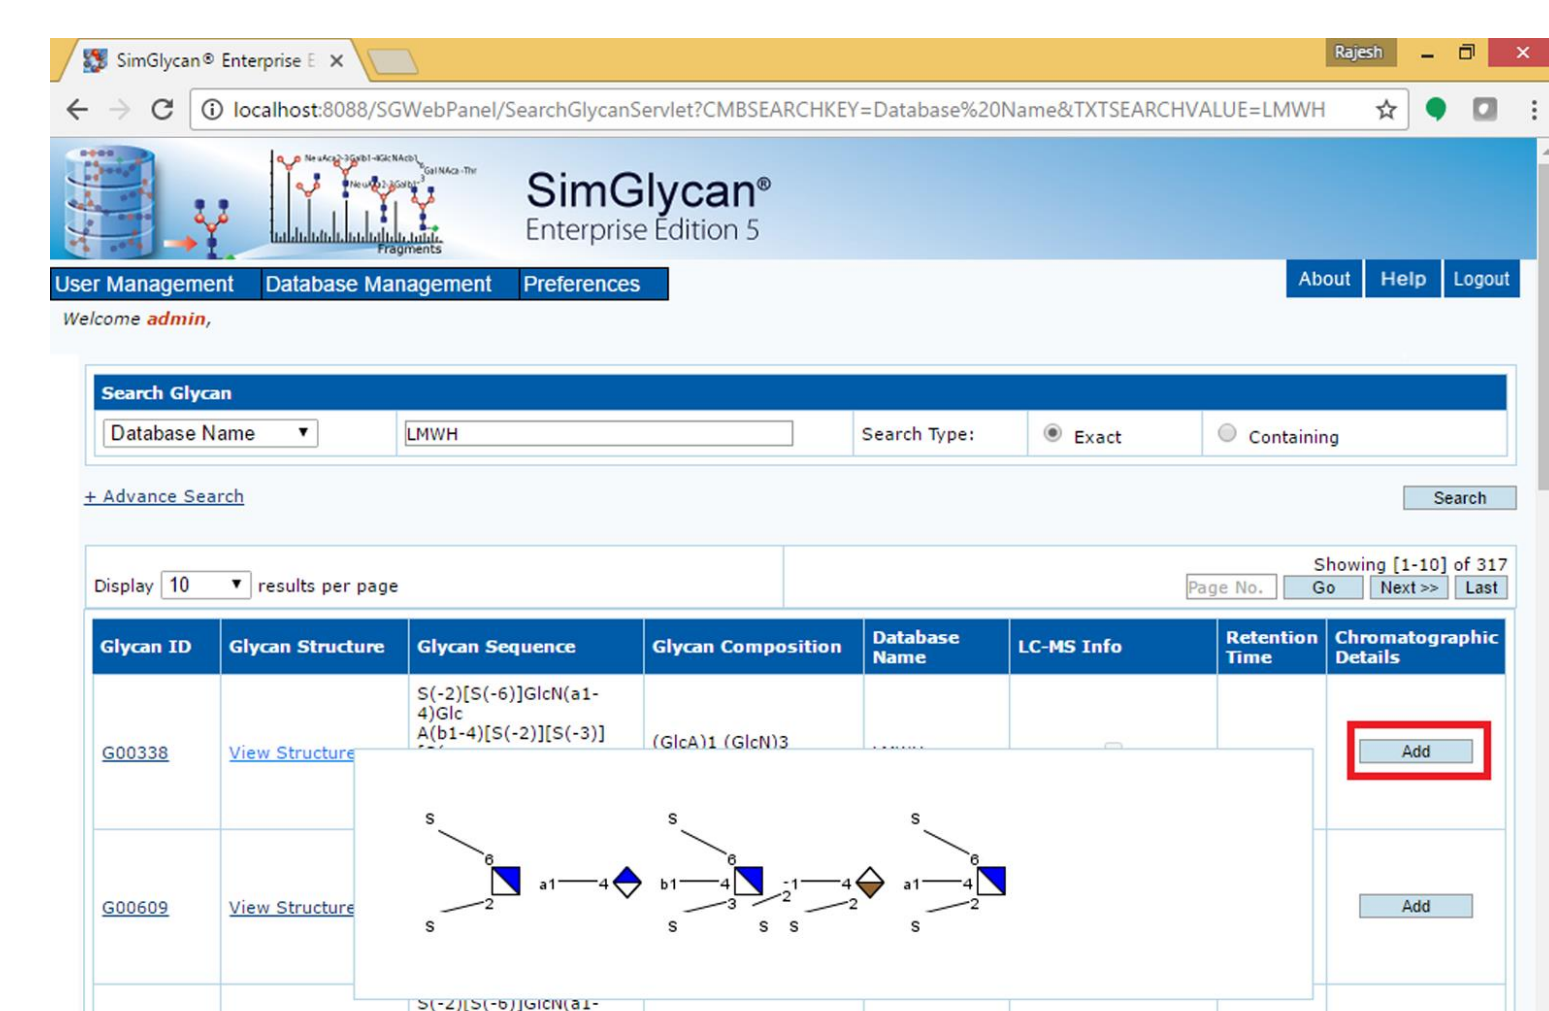 SimGlycan® Enterprise E
Rajesh
localhost:8088/SGWebPanel/SearchGlycanServlet?CMBSEARCHKEY=Database%20Name&TXTSEARCHVALUE=LMWH
Fragments
SimGlycan®
Enterprise Edition 5
User Management Database Management Preferences
About Help Logout
Welcome admin,
Search Glycan
Database Name LMWH Search Type: Exact Containing
+ Advance Search
Search
Showing [1-10] of 317
Display 10 results per page
Page No. Go Next >> Last
Glycan ID Glycan Structure Glycan Sequence Glycan Composition Database Name LC-MS Info Retention Time Chromatographic Details
S(-2)[S(-6)]GlcN(a1-
4)Glc
A(b1-4)[S(-2)][S(-3)]
(GlcA)1 (GlcN)3
G00338 View Structure Add
S S S
6 6 6
a1 4 b1 4 -1 4 a1 4
2 3 2 2 2
S S S S S
G00609 View Structure Add
S(-2)[S(-6)]GlcN(a1-